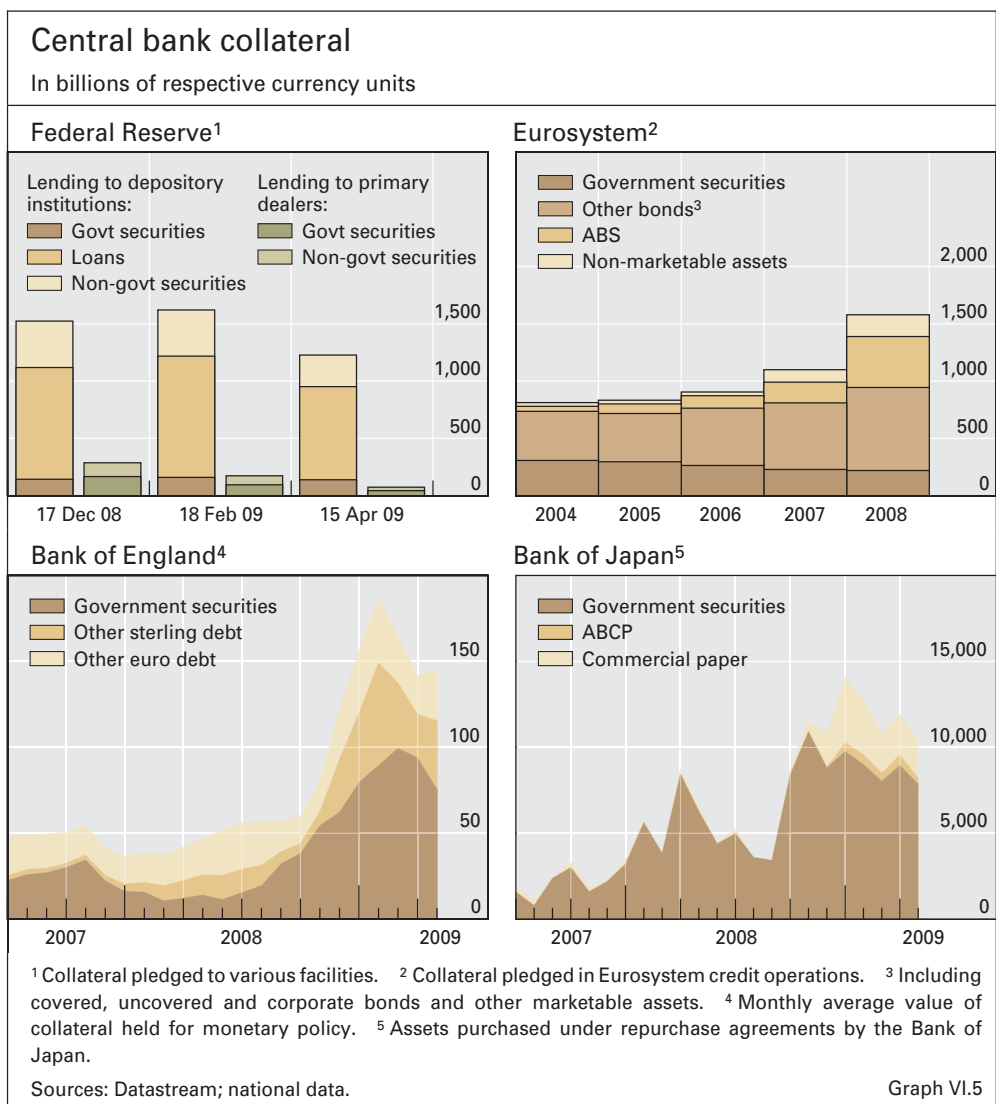 Central bank collateral
In billions of respective currency units
Federal Reserve¹
Lending to depository
institutions:
Govt securities
Loans
Non-govt securities
Lending to primary
dealers:
Govt securities
Non-govt securities
1,500
1,000
500
0
17 Dec 08
18 Feb 09
15 Apr 09
Eurosystem²
Government securities
Other bonds³
ABS
Non-marketable assets
2,000
1,500
1,000
500
0
2004
2005
2006
2007
2008
Bank of England⁴
Government securities
Other sterling debt
Other euro debt
150
100
50
0
2007
2008
2009
Bank of Japan⁵
Government securities
ABCP
Commercial paper
15,000
10,000
5,000
0
2007
2008
2009
¹ Collateral pledged to various facilities. ² Collateral pledged in Eurosystem credit operations. ³ Including
covered, uncovered and corporate bonds and other marketable assets. ⁴ Monthly average value of
collateral held for monetary policy. ⁵ Assets purchased under repurchase agreements by the Bank of
Japan.
Sources: Datastream; national data.
Graph VI.5